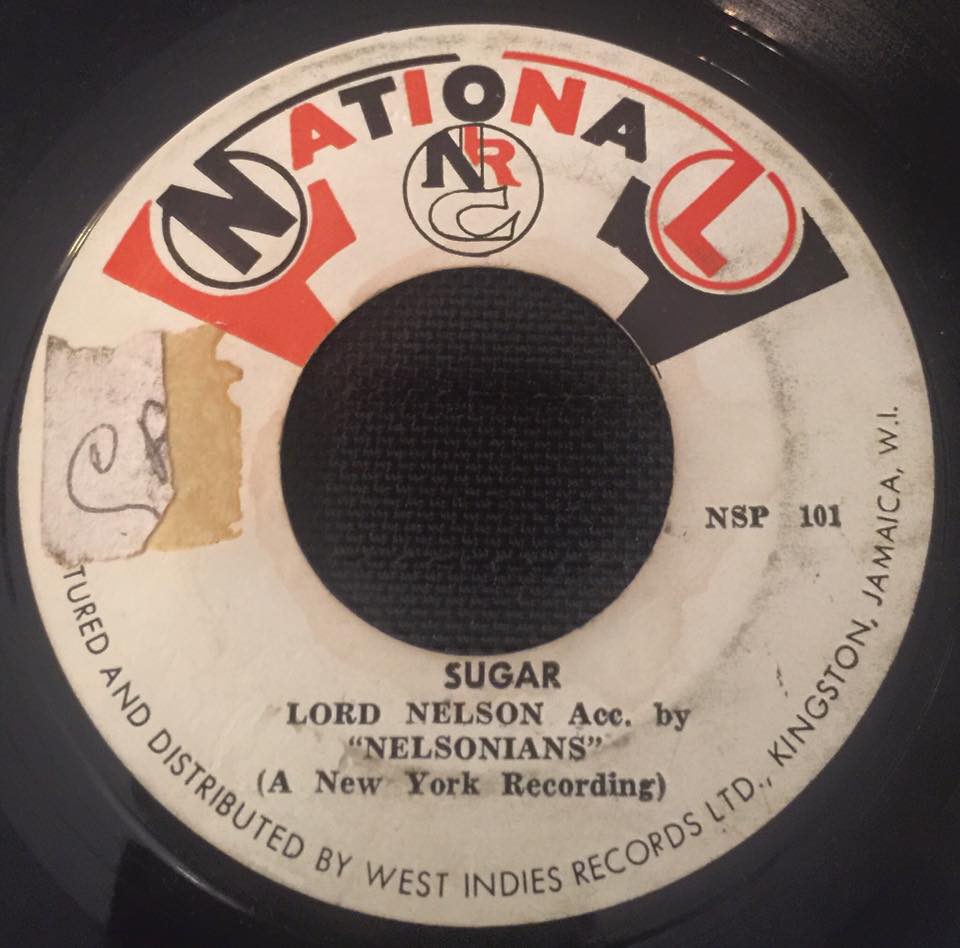 NATIONAL
NRC
NSP 101
SUGAR
LORD NELSON Acc. by
"NELSONIANS"
(A New York Recording)
TURED AND DISTRIBUTED BY WEST INDIES RECORDS LTD., KINGSTON, JAMAICA, W.I.